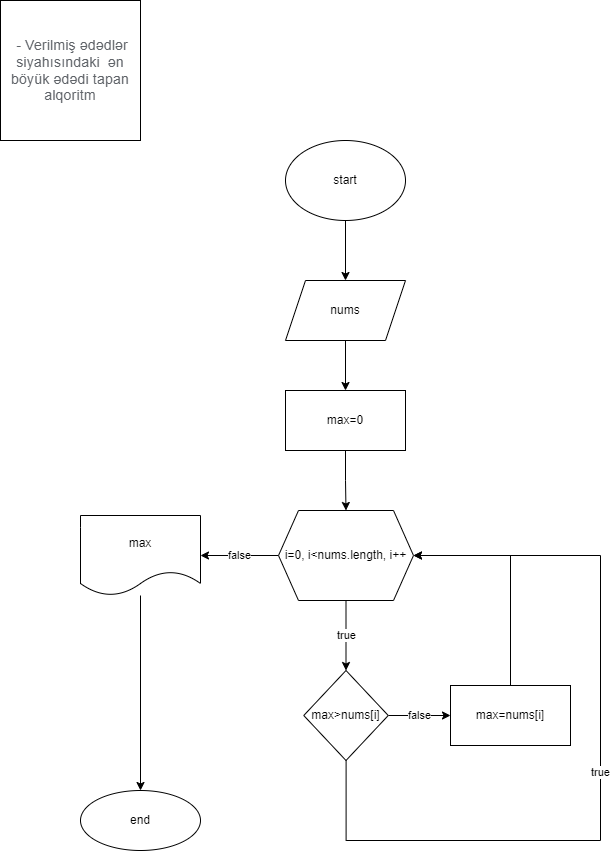 - Verilmiş ədədlər
siyahısındaki  ən
böyük ədədi tapan
alqoritm
start
nums
max=0
i=0, i<nums.length, i++
false
max
true
max>nums[i]
false
max=nums[i]
true
end